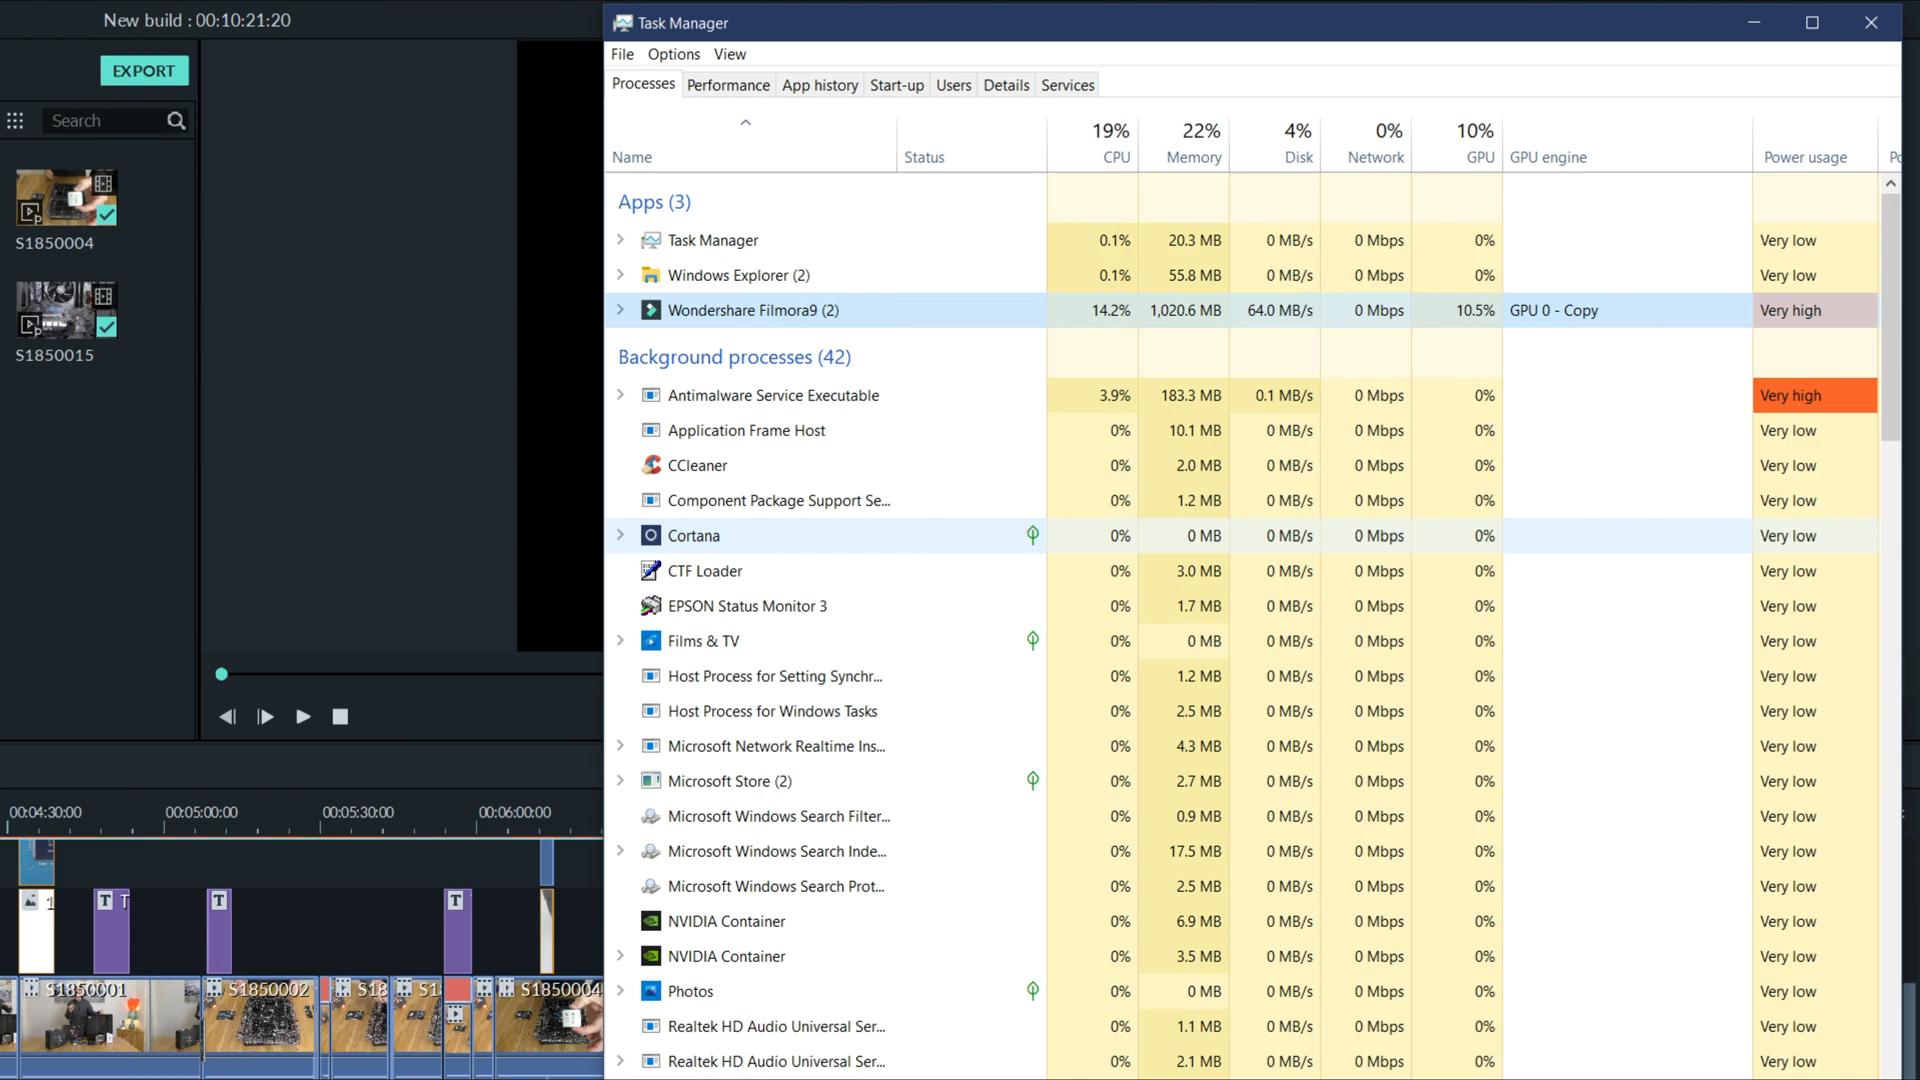 New build : 00:10:21:20
EXPORT
Search
S1850004
S1850015
00:04:30:00 00:05:00:00 00:05:30:00 00:06:00:00
1 T T T T
S1850001 S1850002 S18 S1 S1850004
Task Manager
File Options View
Processes Performance App history Start-up Users Details Services
19% 22% 4% 0% 10%
Name Status CPU Memory Disk Network GPU GPU engine Power usage Po
Apps (3)
Task Manager 0.1% 20.3 MB 0 MB/s 0 Mbps 0% Very low
Windows Explorer (2) 0.1% 55.8 MB 0 MB/s 0 Mbps 0% Very low
Wondershare Filmora9 (2) 14.2% 1,020.6 MB 64.0 MB/s 0 Mbps 10.5% GPU 0 - Copy Very high
Background processes (42)
Antimalware Service Executable 3.9% 183.3 MB 0.1 MB/s 0 Mbps 0% Very high
Application Frame Host 0% 10.1 MB 0 MB/s 0 Mbps 0% Very low
CCleaner 0% 2.0 MB 0 MB/s 0 Mbps 0% Very low
Component Package Support Se... 0% 1.2 MB 0 MB/s 0 Mbps 0% Very low
Cortana 0% 0 MB 0 MB/s 0 Mbps 0% Very low
CTF Loader 0% 3.0 MB 0 MB/s 0 Mbps 0% Very low
EPSON Status Monitor 3 0% 1.7 MB 0 MB/s 0 Mbps 0% Very low
Films & TV 0% 0 MB 0 MB/s 0 Mbps 0% Very low
Host Process for Setting Synchr... 0% 1.2 MB 0 MB/s 0 Mbps 0% Very low
Host Process for Windows Tasks 0% 2.5 MB 0 MB/s 0 Mbps 0% Very low
Microsoft Network Realtime Ins... 0% 4.3 MB 0 MB/s 0 Mbps 0% Very low
Microsoft Store (2) 0% 2.7 MB 0 MB/s 0 Mbps 0% Very low
Microsoft Windows Search Filter... 0% 0.9 MB 0 MB/s 0 Mbps 0% Very low
Microsoft Windows Search Inde... 0% 17.5 MB 0 MB/s 0 Mbps 0% Very low
Microsoft Windows Search Prot... 0% 2.5 MB 0 MB/s 0 Mbps 0% Very low
NVIDIA Container 0% 6.9 MB 0 MB/s 0 Mbps 0% Very low
NVIDIA Container 0% 3.5 MB 0 MB/s 0 Mbps 0% Very low
Photos 0% 0 MB 0 MB/s 0 Mbps 0% Very low
Realtek HD Audio Universal Ser... 0% 1.1 MB 0 MB/s 0 Mbps 0% Very low
Realtek HD Audio Universal Ser... 0% 2.1 MB 0 MB/s 0 Mbps 0% Very low